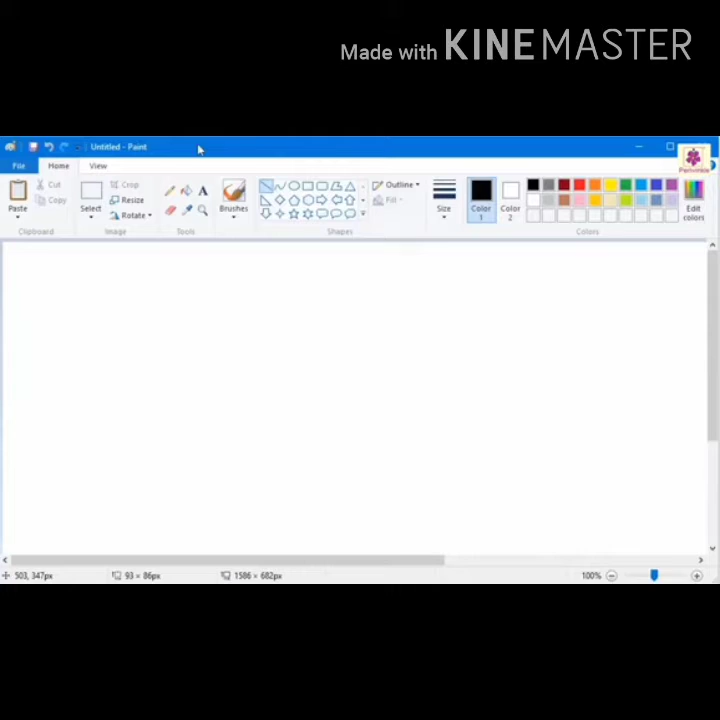 Made with KINEMASTER
Untitled - Paint
Periwinkle
File Home View
Paste
Cut
Copy
Clipboard
Select
Crop
Resize
Rotate
Image
Tools
Brushes
Shapes
Outline
Fill
Size
Color 1
Color 2
Edit colors
Colors
503, 347px 93 × 86px 1586 × 682px 100%